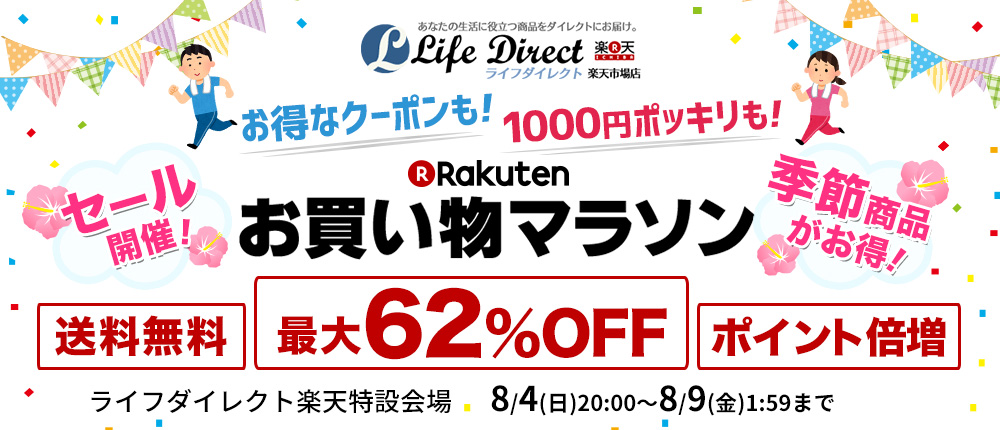 あなたの生活に役立つ商品をダイレクトにお届け。
L Life Direct 楽R天
ICHIBA
ライフダイレクト 楽天市場店
お得なクーポンも!
1000円ポッキリも!
R Rakuten
お買い物マラソン
セール
開催!
季節商品
がお得!
送料無料
最大62%OFF
ポイント倍増
ライフダイレクト楽天特設会場 8/4(日)20:00〜8/9(金)1:59まで